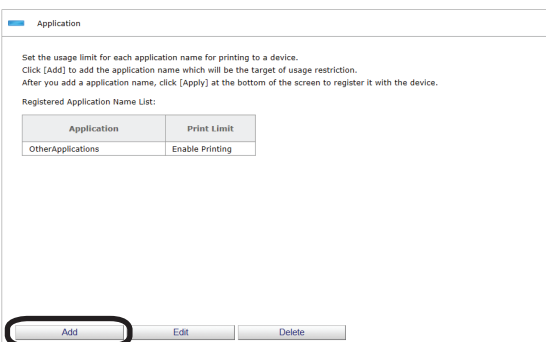 Application
Set the usage limit for each application name for printing to a device.
Click [Add] to add the application name which will be the target of usage restriction.
After you add a application name, click [Apply] at the bottom of the screen to register it with the device.
Registered Application Name List:
Application Print Limit
OtherApplications Enable Printing
Add Edit Delete